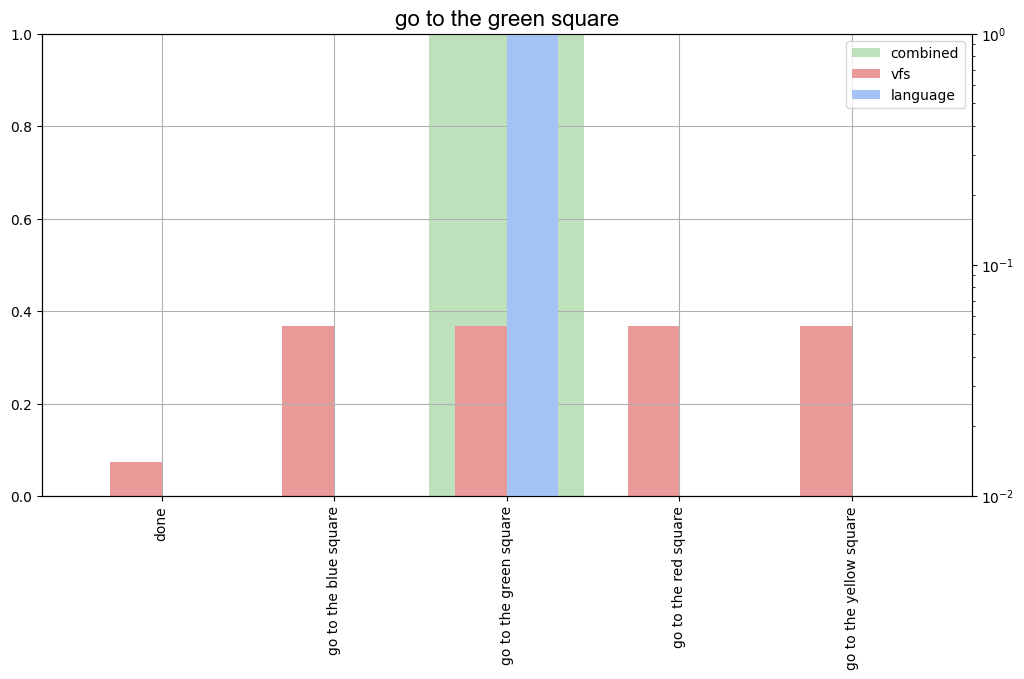 go to the green square
combined
vfs
language
1.0
0.8
0.6
0.4
0.2
0.0
10⁰
10⁻¹
10⁻²
done
go to the blue square
go to the green square
go to the red square
go to the yellow square